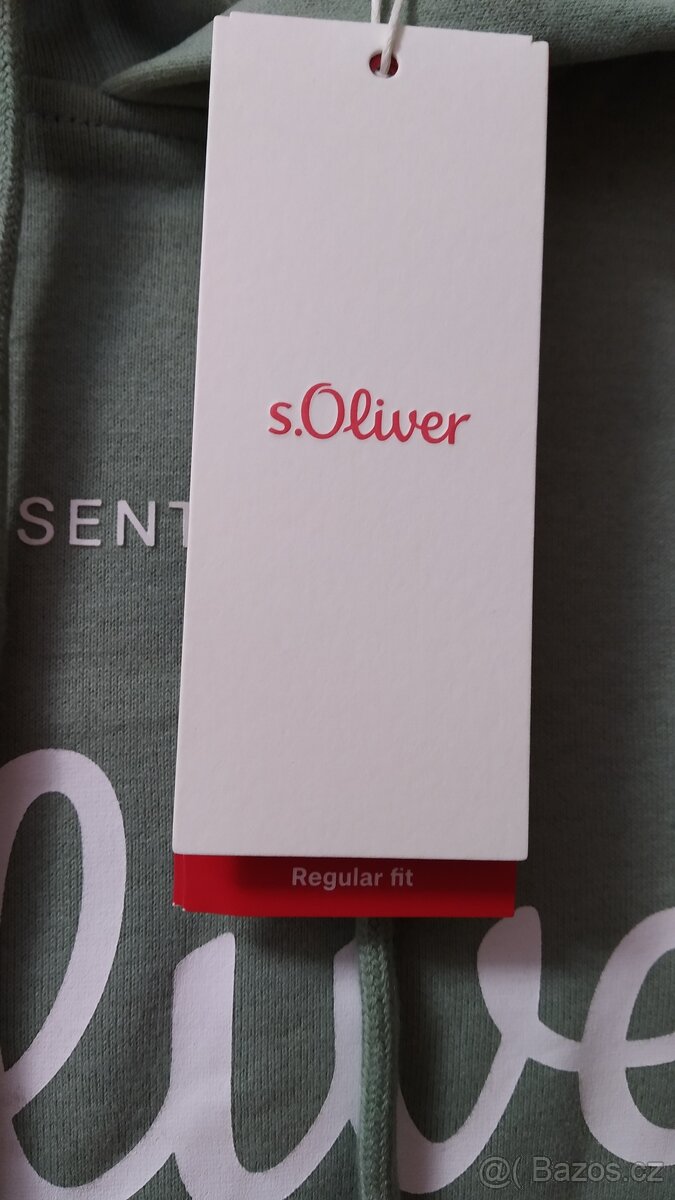 s.Oliver
SENT
Regular fit
live
@( Bazos.cz